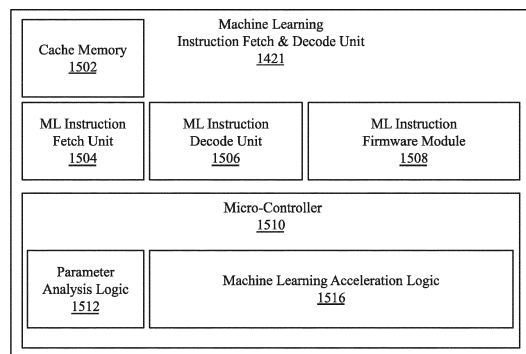 Machine Learning
Instruction Fetch & Decode Unit
1421
Cache Memory
1502
ML Instruction
Fetch Unit
1504
ML Instruction
Decode Unit
1506
ML Instruction
Firmware Module
1508
Micro-Controller
1510
Parameter
Analysis Logic
1512
Machine Learning Acceleration Logic
1516